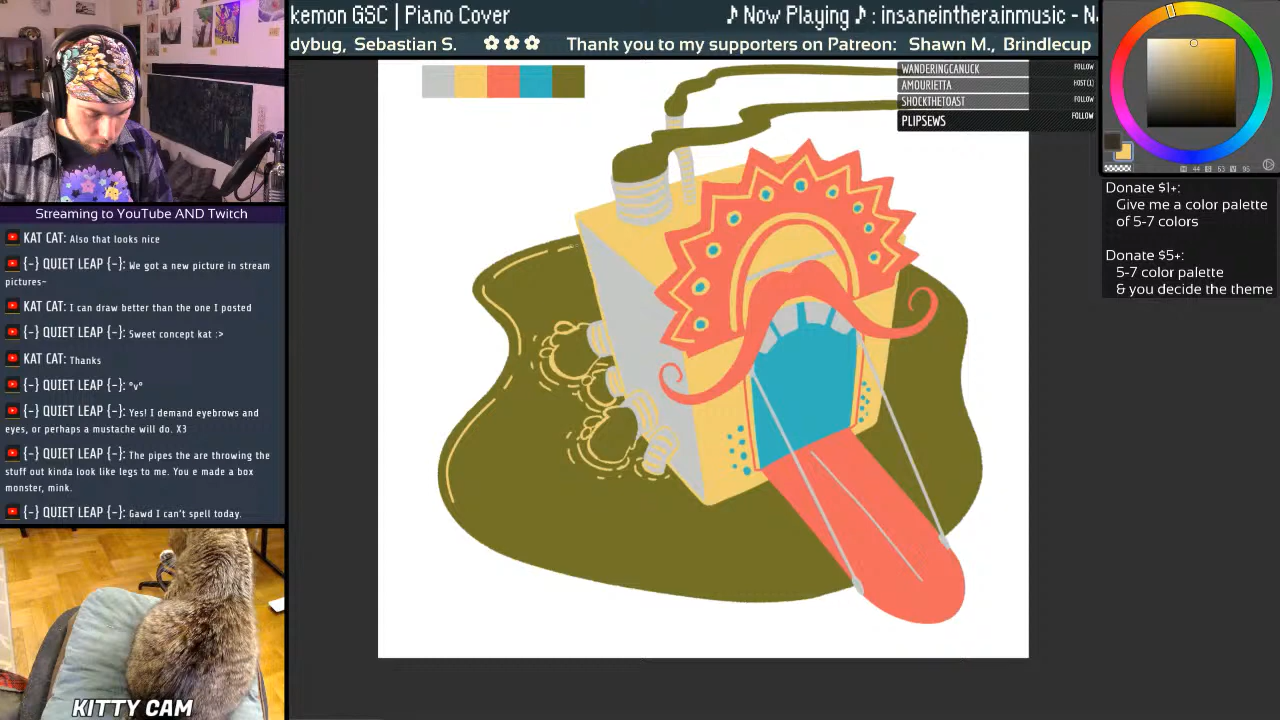 kemon GSC | Piano Cover
♪ Now Playing ♪ : insaneintherainmusic -
dybug, Sebastian S. ✿ ✿ ✿ Thank you to my supporters on Patreon: Shawn M., Brindlecup
WANDERINGCANUCK FOLLOW
AMOURIETTA HOST(1)
SHOCKTHETOAST FOLLOW
PLIPSEWS FOLLOW
Donate $1+:
Give me a color palette
of 5-7 colors
Donate $5+:
5-7 color palette
& you decide the theme
Streaming to YouTube AND Twitch
KAT CAT: Also that looks nice
{-} QUIET LEAP {-}: We got a new picture in stream
pictures~
KAT CAT: I can draw better than the one I posted
{-} QUIET LEAP {-}: Sweet concept kat :>
KAT CAT: Thanks
{-} QUIET LEAP {-}: °v°
{-} QUIET LEAP {-}: Yes! I demand eyebrows and
eyes, or perhaps a mustache will do. X3
{-} QUIET LEAP {-}: The pipes the are throwing the
stuff out kinda look like legs to me. You e made a box
monster, mink.
{-} QUIET LEAP {-}: Gawd I can't spell today.
KITTY CAM